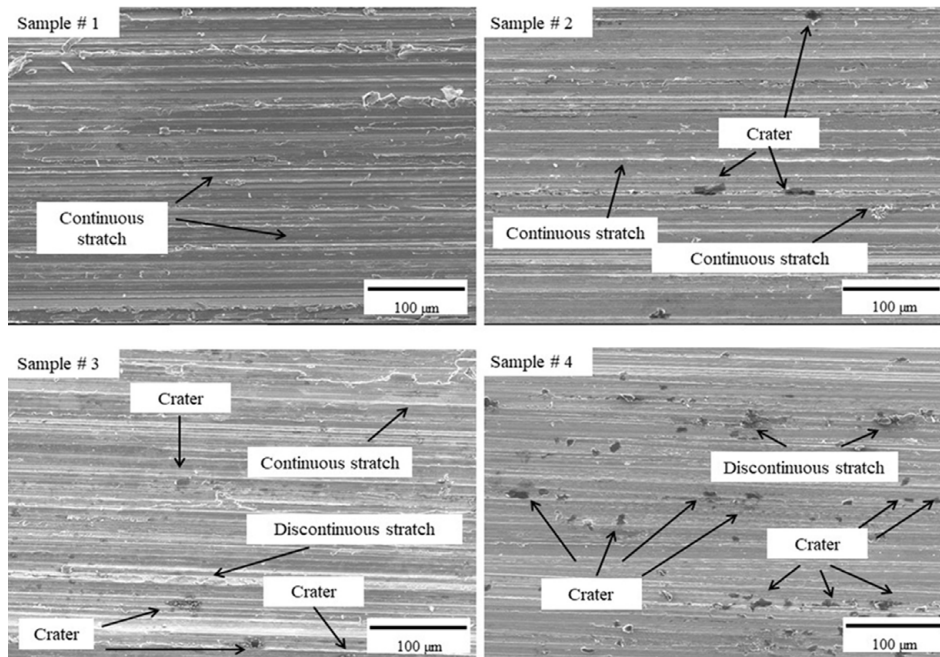 Sample # 1
Continuous
stratch
100 μm
Sample # 2
Crater
Continuous stratch
Continuous stratch
100 μm
Sample # 3
Crater
Continuous stratch
Discontinuous stratch
Crater
Crater
100 μm
Sample # 4
Discontinuous stratch
Crater
Crater
100 μm